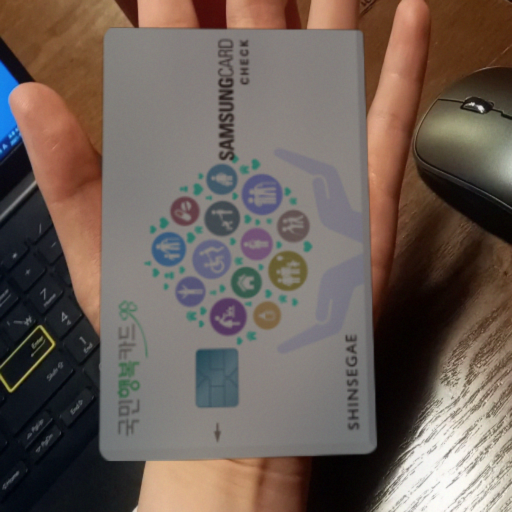 SAMSUNGCARD
CHECK
국민행복카드
SHINSEGAE